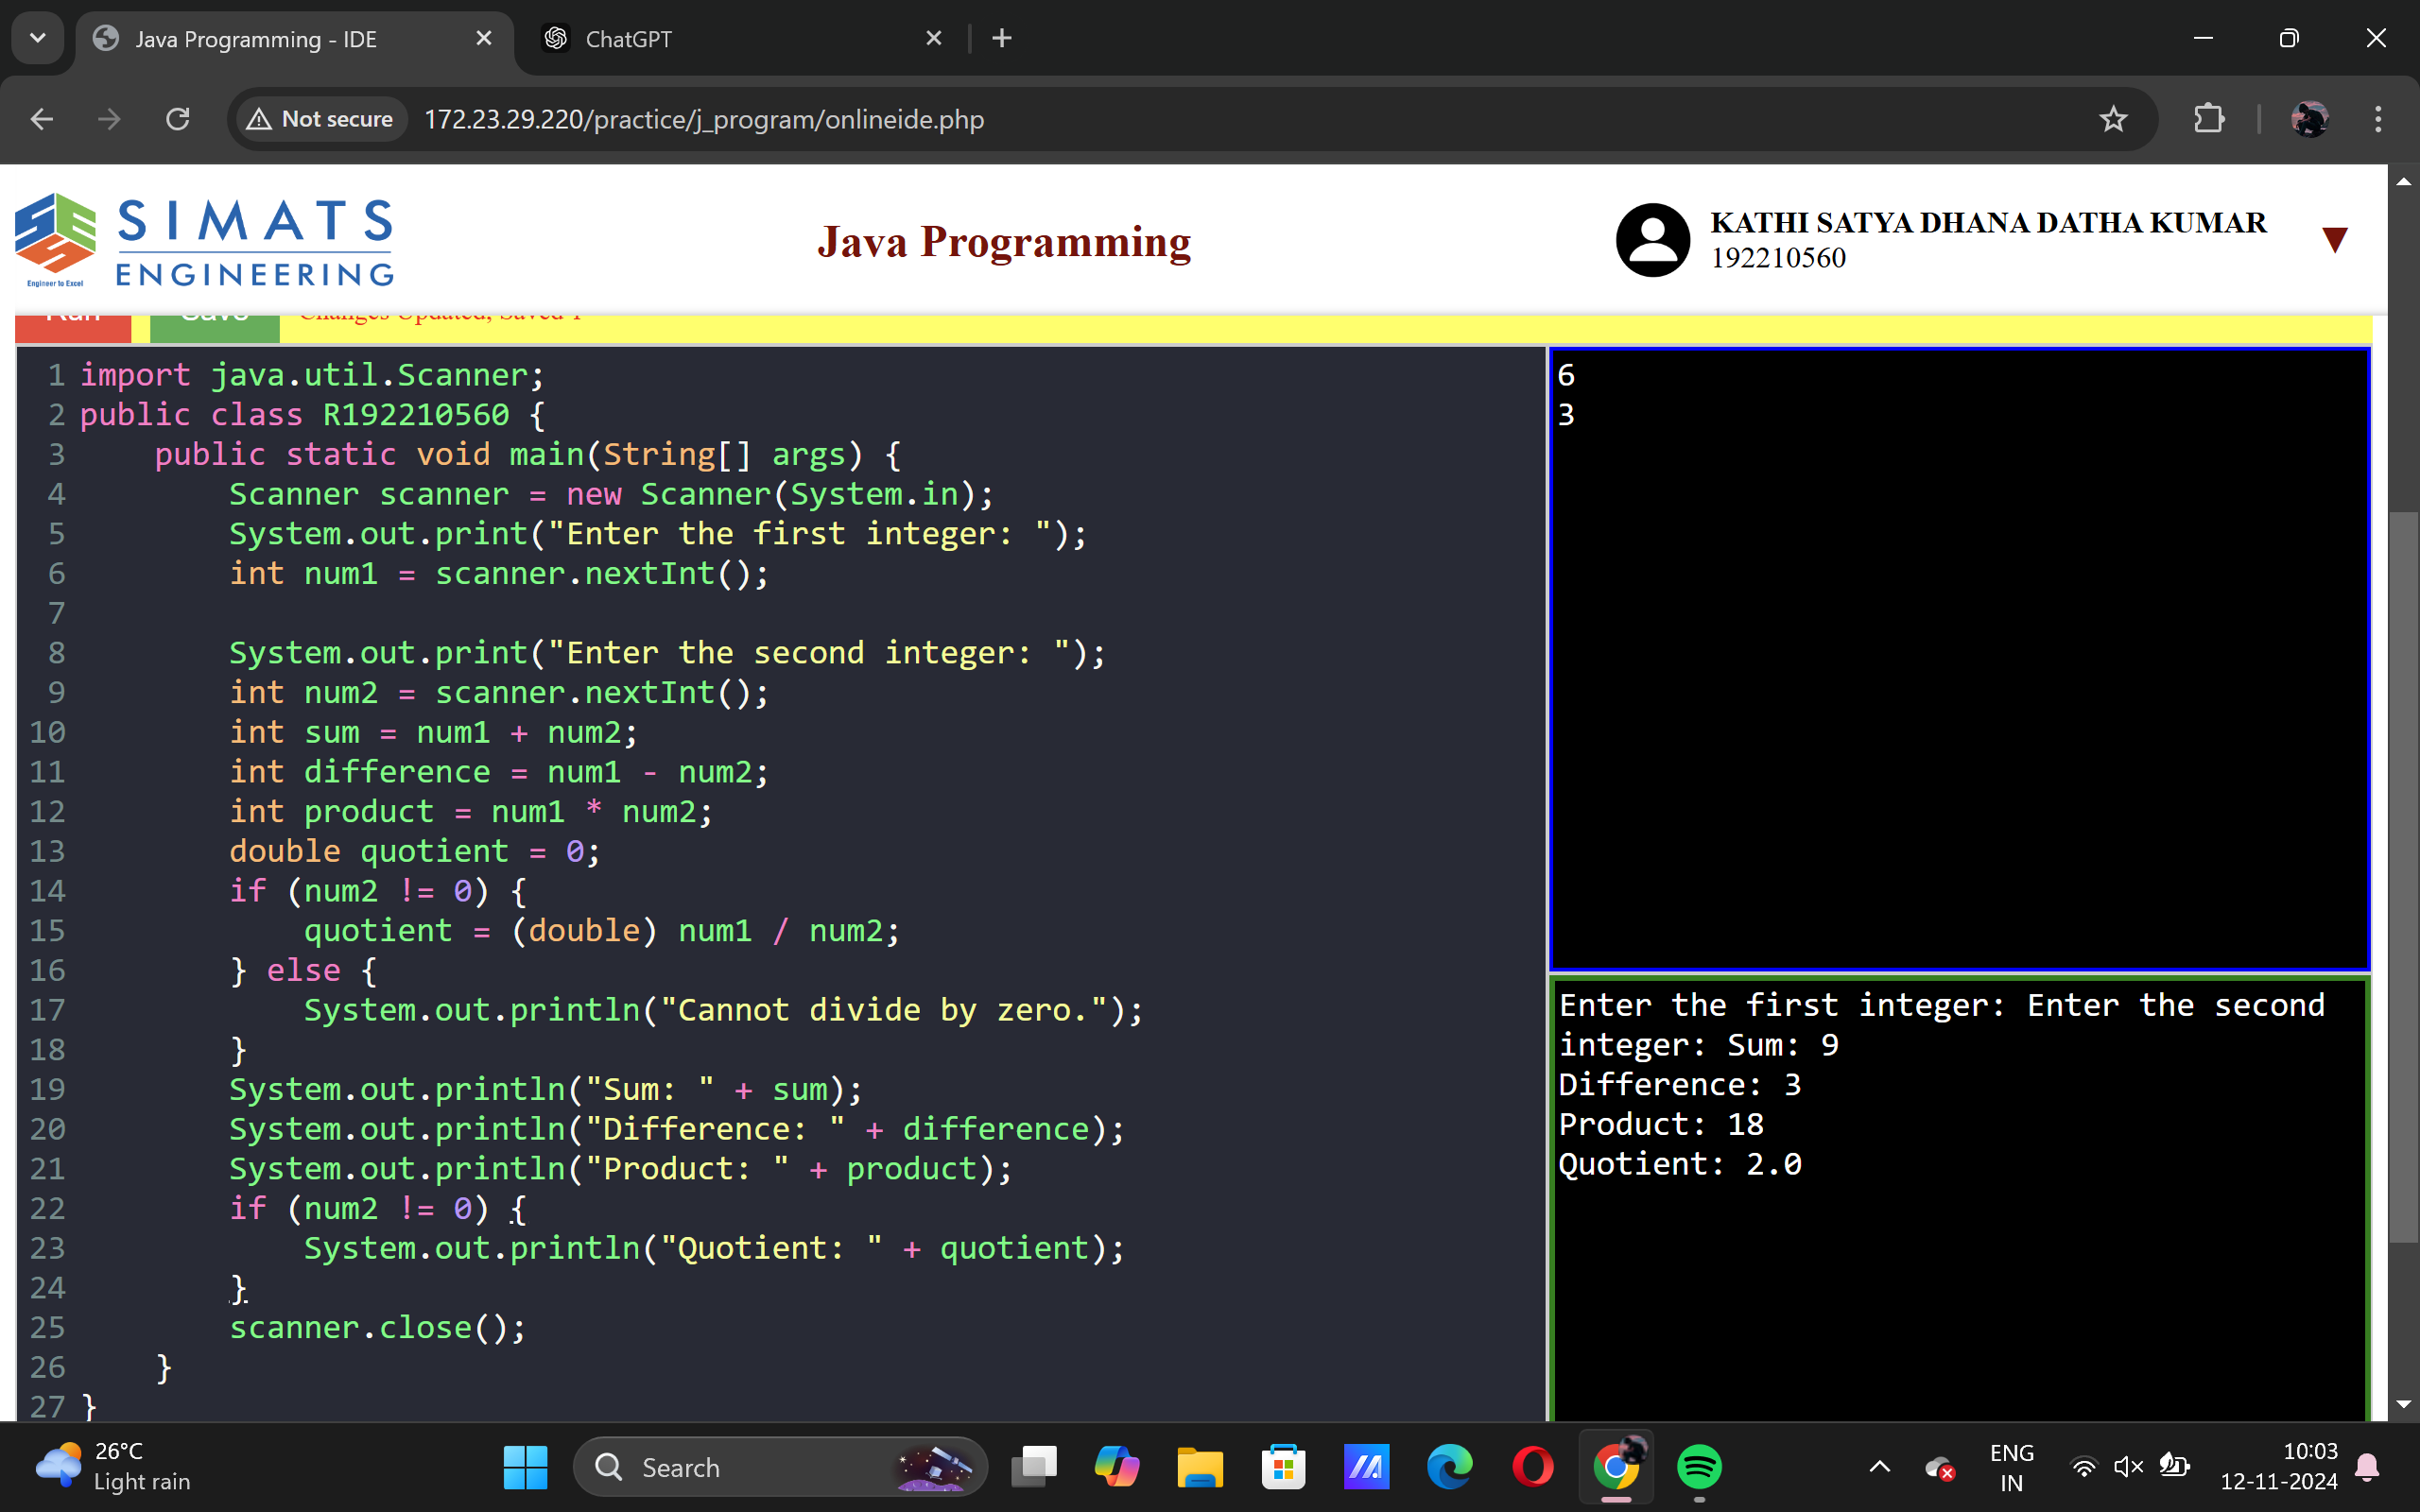 Java Programming - IDE
ChatGPT
Not secure
172.23.29.220/practice/j_program/onlineide.php
SIMATS
ENGINEERING
Engineer to Excel
Java Programming
KATHI SATYA DHANA DATHA KUMAR
192210560
Run
Save
Changes Updated, Saved !
1 import java.util.Scanner;
2 public class R192210560 {
3     public static void main(String[] args) {
4         Scanner scanner = new Scanner(System.in);
5         System.out.print("Enter the first integer: ");
6         int num1 = scanner.nextInt();
7
8         System.out.print("Enter the second integer: ");
9         int num2 = scanner.nextInt();
10         int sum = num1 + num2;
11         int difference = num1 - num2;
12         int product = num1 * num2;
13         double quotient = 0;
14         if (num2 != 0) {
15             quotient = (double) num1 / num2;
16         } else {
17             System.out.println("Cannot divide by zero.");
18         }
19         System.out.println("Sum: " + sum);
20         System.out.println("Difference: " + difference);
21         System.out.println("Product: " + product);
22         if (num2 != 0) {
23             System.out.println("Quotient: " + quotient);
24         }
25         scanner.close();
26     }
27 }
6
3
Enter the first integer: Enter the second
integer: Sum: 9
Difference: 3
Product: 18
Quotient: 2.0
26°C
Light rain
Search
ENG
IN
10:03
12-11-2024